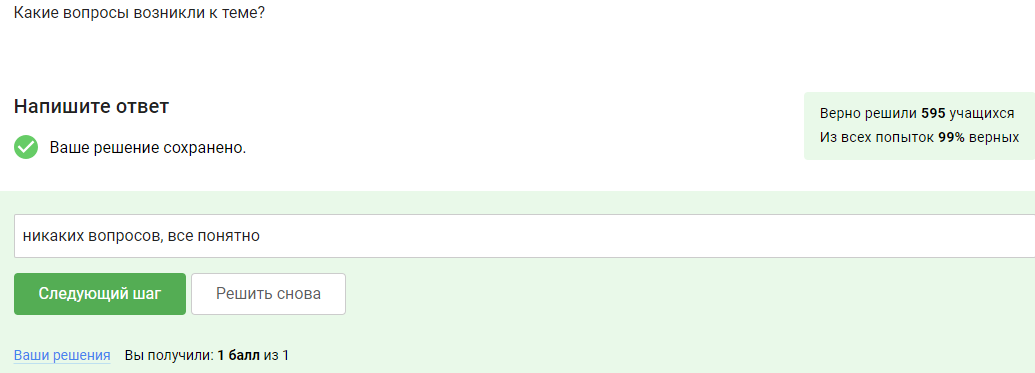 Какие вопросы возникли к теме?
Напишите ответ
Верно решили 595 учащихся
Из всех попыток 99% верных
Ваше решение сохранено.
никаких вопросов, все понятно
Следующий шаг
Решить снова
Ваши решения Вы получили: 1 балл из 1